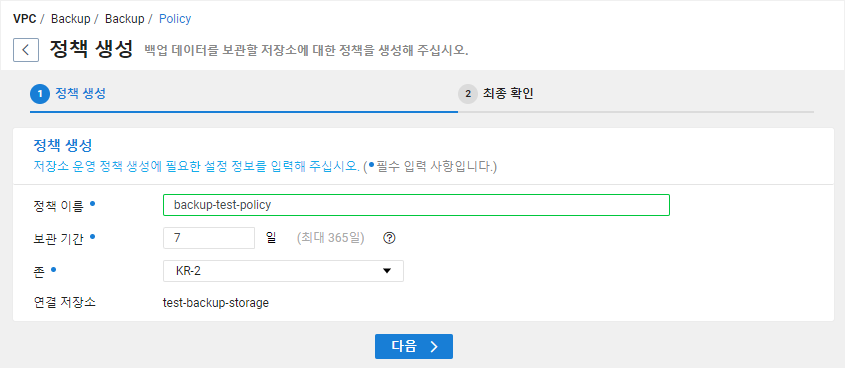 VPC / Backup / Backup / Policy
정책 생성 백업 데이터를 보관할 저장소에 대한 정책을 생성해 주십시오.
1 정책 생성
2 최종 확인
정책 생성
저장소 운영 정책 생성에 필요한 설정 정보를 입력해 주십시오. (•필수 입력 사항입니다.)
정책 이름 • backup-test-policy
보관 기간 • 7 일 (최대 365일) ?
존 • KR-2
연결 저장소 test-backup-storage
다음 >